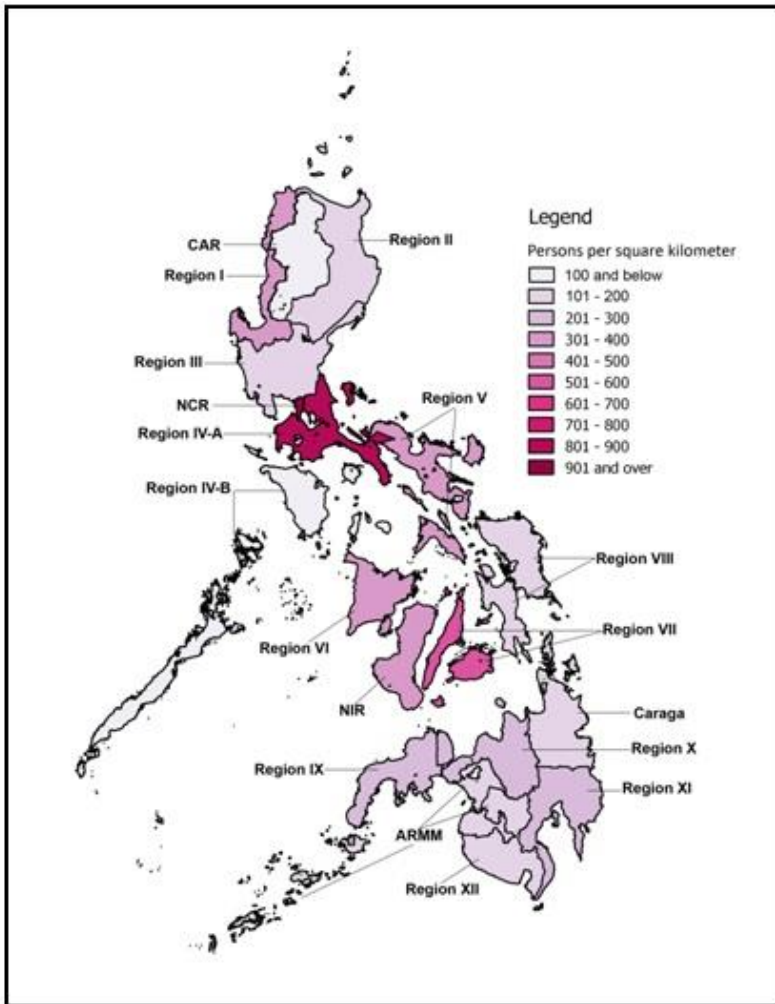 Legend
Persons per square kilometer
100 and below
101 - 200
201 - 300
301 - 400
401 - 500
501 - 600
601 - 700
701 - 800
801 - 900
901 and over
CAR
Region II
Region I
Region III
NCR
Region V
Region IV-A
Region IV-B
Region VIII
Region VI
Region VII
NIR
Caraga
Region X
Region IX
Region XI
ARMM
Region XII